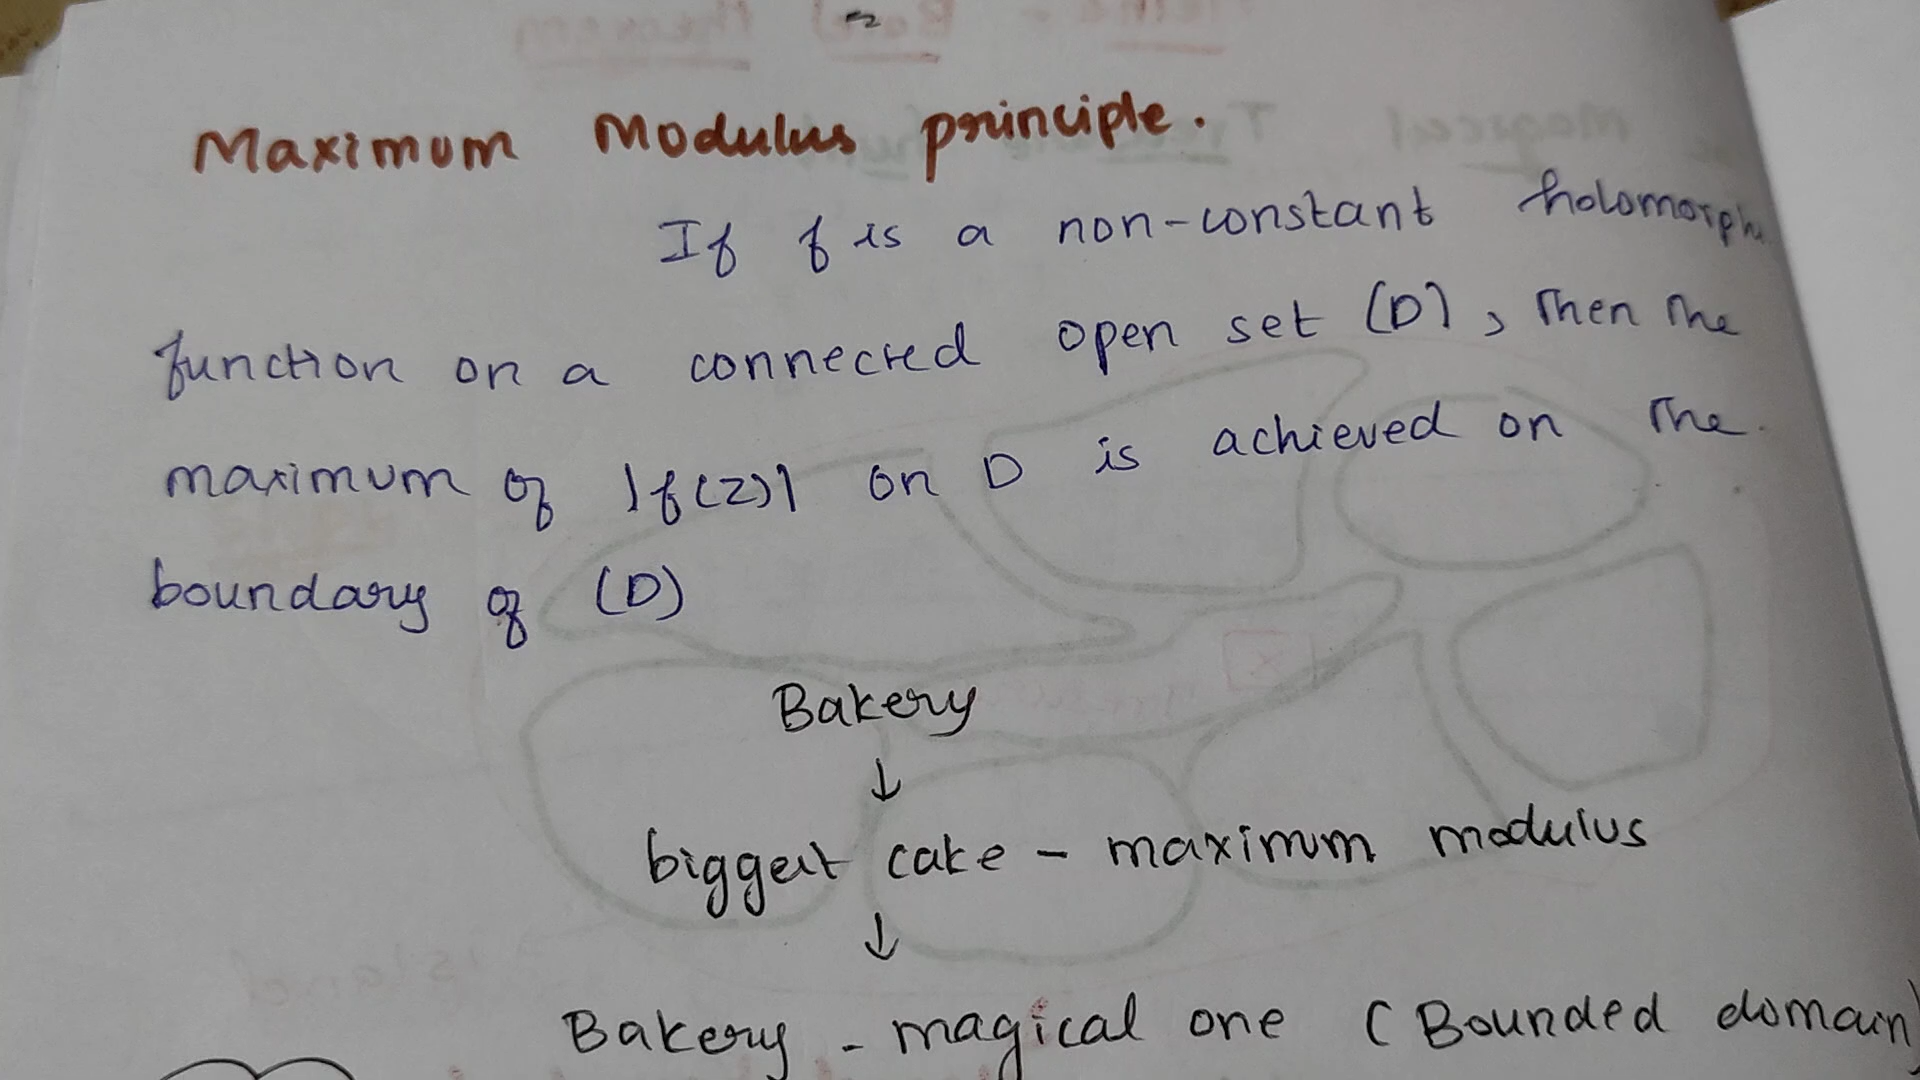 Maximum Modulus principle.
If f is a non-constant holomorphi
function on a connected open set (D), Then The
maximum of |f(z)| on D is achieved on The
boundary of (D)
Bakery
↓
biggest cake - maximum modulus
↓
Bakery - magical one (Bounded domain)